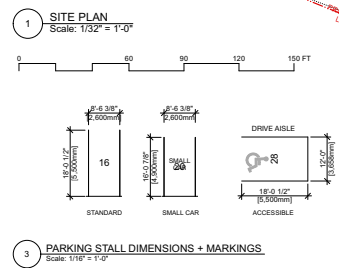 1
SITE PLAN
Scale: 1/32" = 1'-0"
0 60 90 120 150 FT
8'-6 3/8"
[2,600mm]
18'-0 1/2"
[5,500mm]
16
STANDARD
8'-6 3/8"
[2,600mm]
16'-0 7/8"
[4,900mm]
SMALL
CAR
SMALL CAR
DRIVE AISLE
28
12'-0"
[3,658mm]
18'-0 1/2"
[5,500mm]
ACCESSIBLE
3
PARKING STALL DIMENSIONS + MARKINGS
Scale: 1/16" = 1'-0"